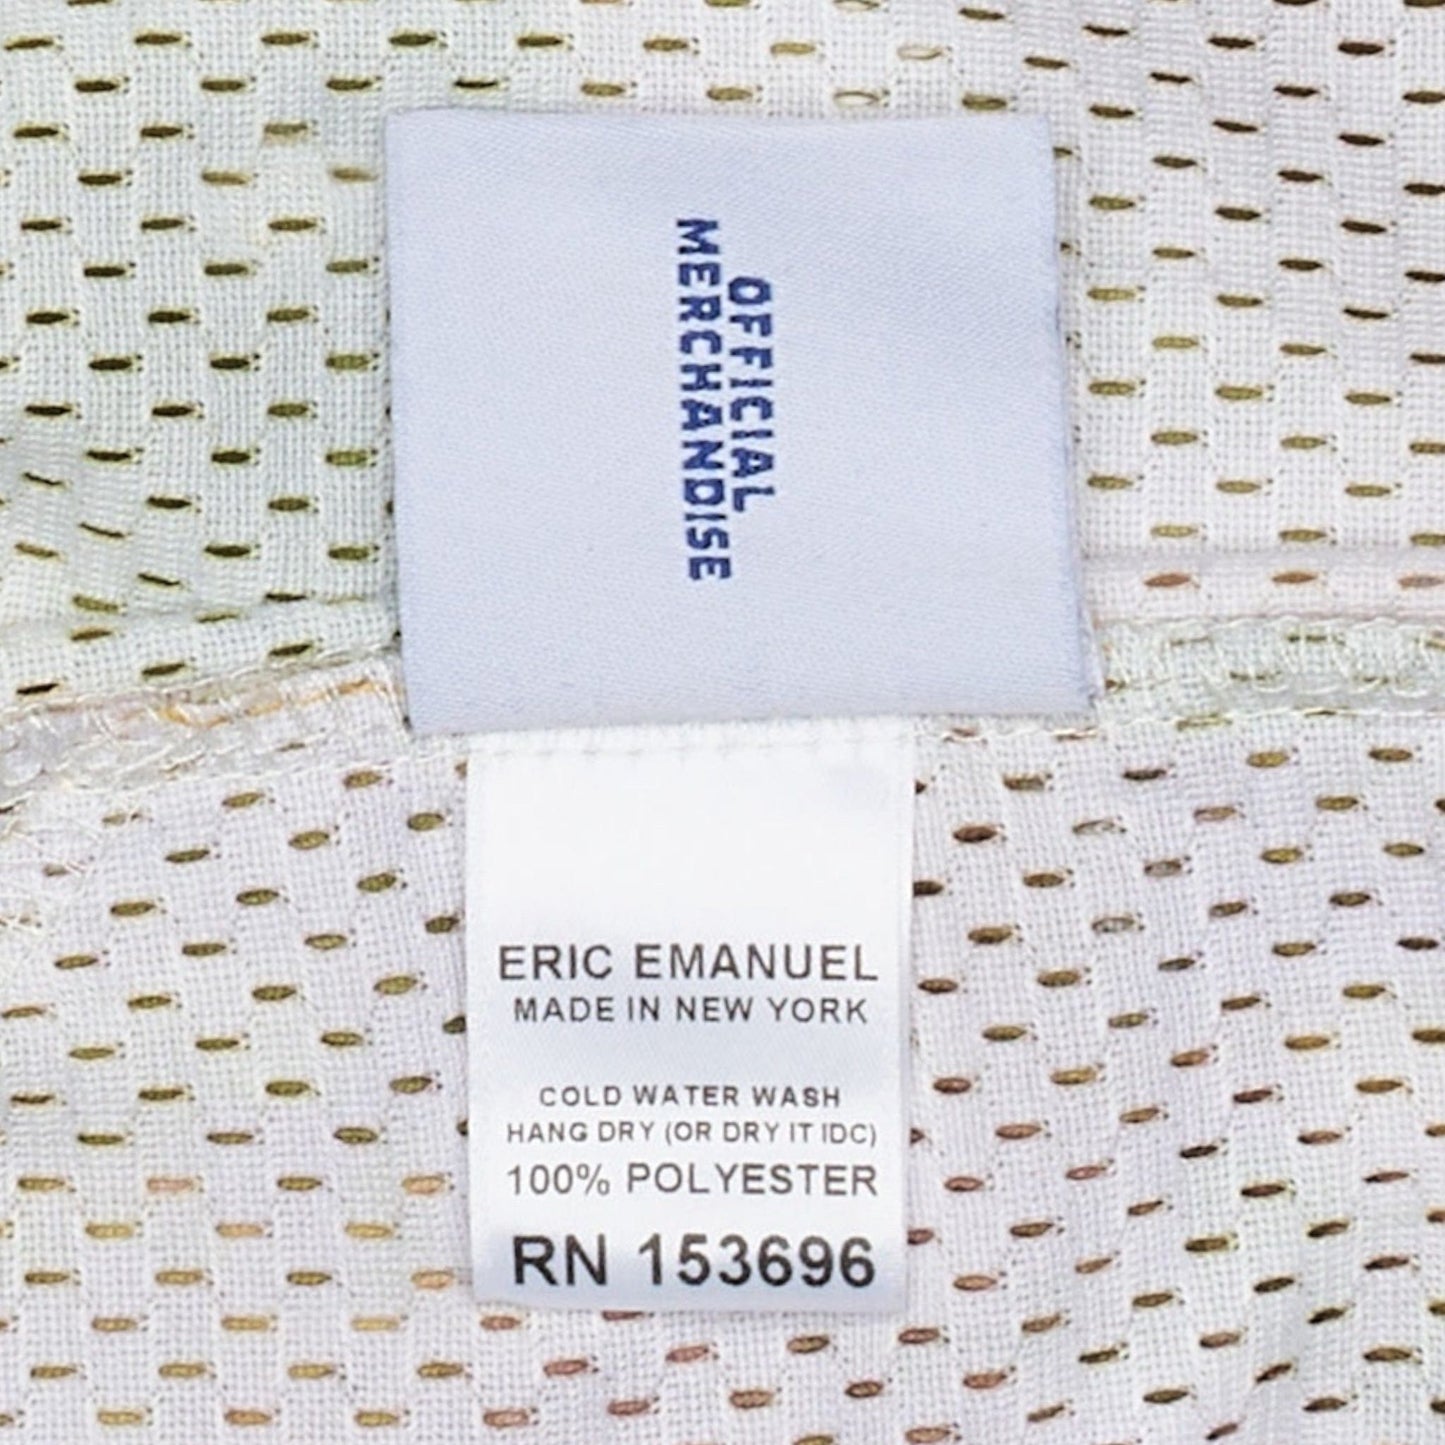 OFFICIAL
MERCHANDISE
ERIC EMANUEL
MADE IN NEW YORK
COLD WATER WASH
HANG DRY (OR DRY IT IDC)
100% POLYESTER
RN 153696